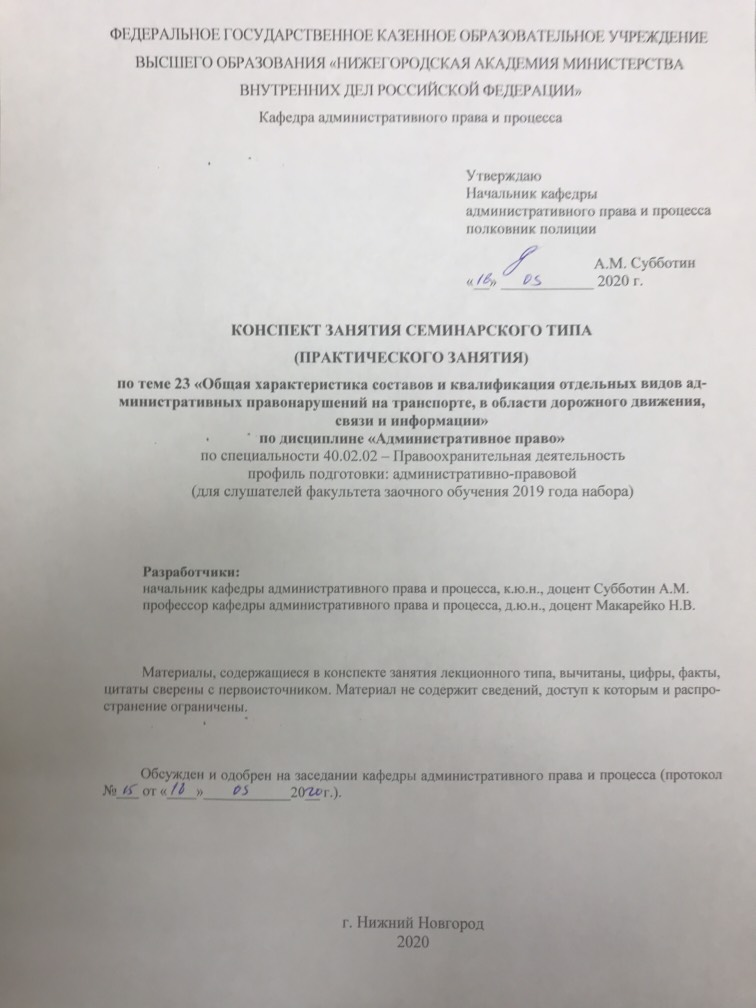 ФЕДЕРАЛЬНОЕ ГОСУДАРСТВЕННОЕ КАЗЕННОЕ ОБРАЗОВАТЕЛЬНОЕ УЧРЕЖДЕНИЕ
ВЫСШЕГО ОБРАЗОВАНИЯ «НИЖЕГОРОДСКАЯ АКАДЕМИЯ МИНИСТЕРСТВА
ВНУТРЕННИХ ДЕЛ РОССИЙСКОЙ ФЕДЕРАЦИИ»
Кафедра административного права и процесса
Утверждаю
Начальник кафедры
административного права и процесса
полковник полиции
А.М. Субботин
«18» 05 2020 г.
КОНСПЕКТ ЗАНЯТИЯ СЕМИНАРСКОГО ТИПА
(ПРАКТИЧЕСКОГО ЗАНЯТИЯ)
по теме 23 «Общая характеристика составов и квалификация отдельных видов ад-
министративных правонарушений на транспорте, в области дорожного движения,
связи и информации»
по дисциплине «Административное право»
по специальности 40.02.02 – Правоохранительная деятельность
профиль подготовки: административно-правовой
(для слушателей факультета заочного обучения 2019 года набора)
Разработчики:
начальник кафедры административного права и процесса, к.ю.н., доцент Субботин А.М.
профессор кафедры административного права и процесса, д.ю.н., доцент Макарейко Н.В.
Материалы, содержащиеся в конспекте занятия лекционного типа, вычитаны, цифры, факты,
цитаты сверены с первоисточником. Материал не содержит сведений, доступ к которым и распро-
странение ограничены.
Обсужден и одобрен на заседании кафедры административного права и процесса (протокол
№ 15 от «18» 05 2020 г.).
г. Нижний Новгород
2020